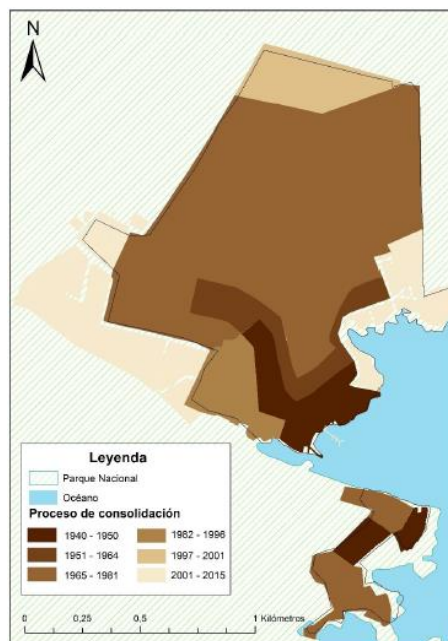 N
Leyenda
Parque Nacional
Océano
Proceso de consolidación
1940 - 1950
1982 - 1996
1951 - 1964
1997 - 2001
1965 - 1981
2001 - 2015
0 0,25 0,5 1 Kilómetros